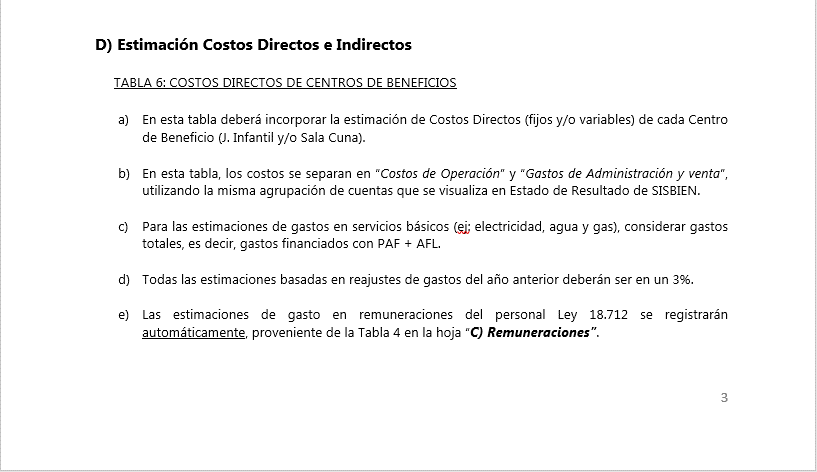 D) Estimación Costos Directos e Indirectos
TABLA 6: COSTOS DIRECTOS DE CENTROS DE BENEFICIOS
a) En esta tabla deberá incorporar la estimación de Costos Directos (fijos y/o variables) de cada Centro
de Beneficio (J. Infantil y/o Sala Cuna).
b) En esta tabla, los costos se separan en "Costos de Operación" y "Gastos de Administración y venta",
utilizando la misma agrupación de cuentas que se visualiza en Estado de Resultado de SISBIEN.
c) Para las estimaciones de gastos en servicios básicos (ej: electricidad, agua y gas), considerar gastos
totales, es decir, gastos financiados con PAF + AFL.
d) Todas las estimaciones basadas en reajustes de gastos del año anterior deberán ser en un 3%.
e) Las estimaciones de gasto en remuneraciones del personal Ley 18.712 se registrarán
automáticamente, proveniente de la Tabla 4 en la hoja "C) Remuneraciones".
3